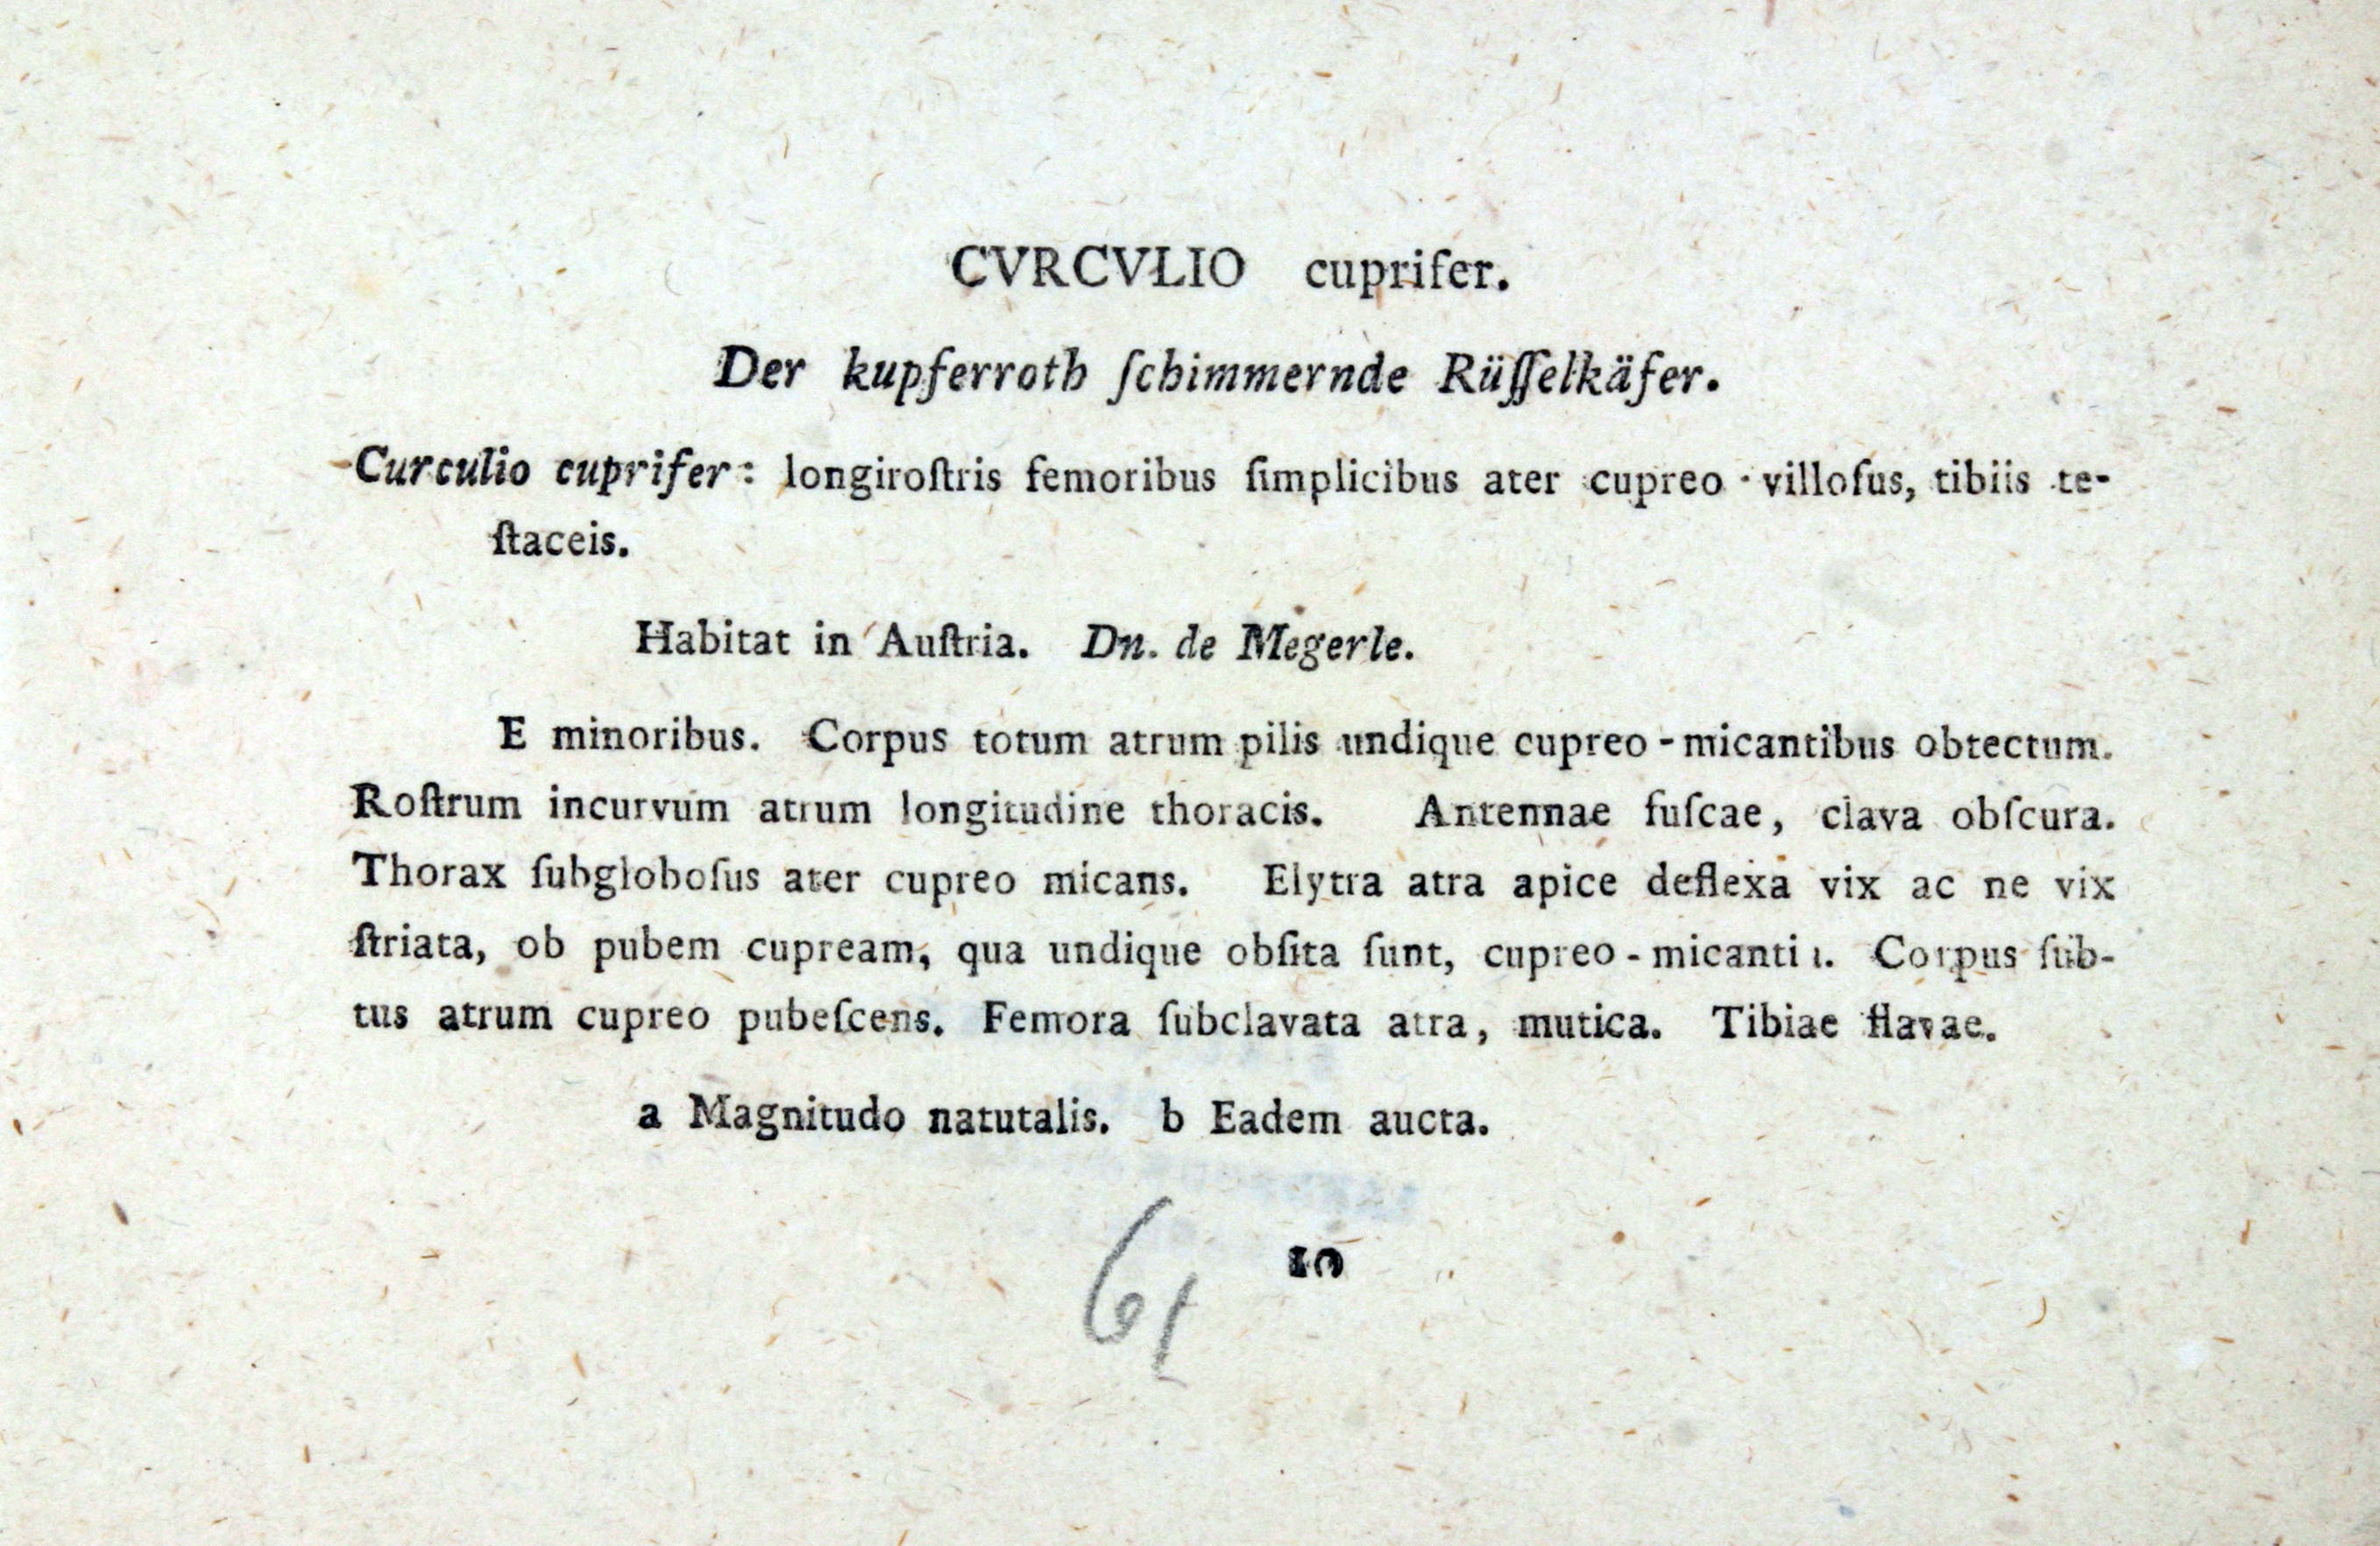 CVRCVLIO cuprifer.
Der kupferroth ſchimmernde Rüſſelkäfer.
Curculio cuprifer: longiroſtris femoribus ſimplicibus ater cupreo-villoſus, tibiis te-
ſtaceis.
Habitat in Auſtria. Dn. de Megerle.
E minoribus. Corpus totum atrum pilis undique cupreo-micantibus obtectum.
Roſtrum incurvum atrum longitudine thoracis. Antennae fuſcae, clava obſcura.
Thorax ſubgloboſus ater cupreo micans. Elytra atra apice deflexa vix ac ne vix
ſtriata, ob pubem cupream, qua undique obſita ſunt, cupreo-micantia. Corpus ſub-
tus atrum cupreo pubeſcens. Femora ſubclavata atra, mutica. Tibiae flavae.
a Magnitudo natutalis. b Eadem aucta.
10
61